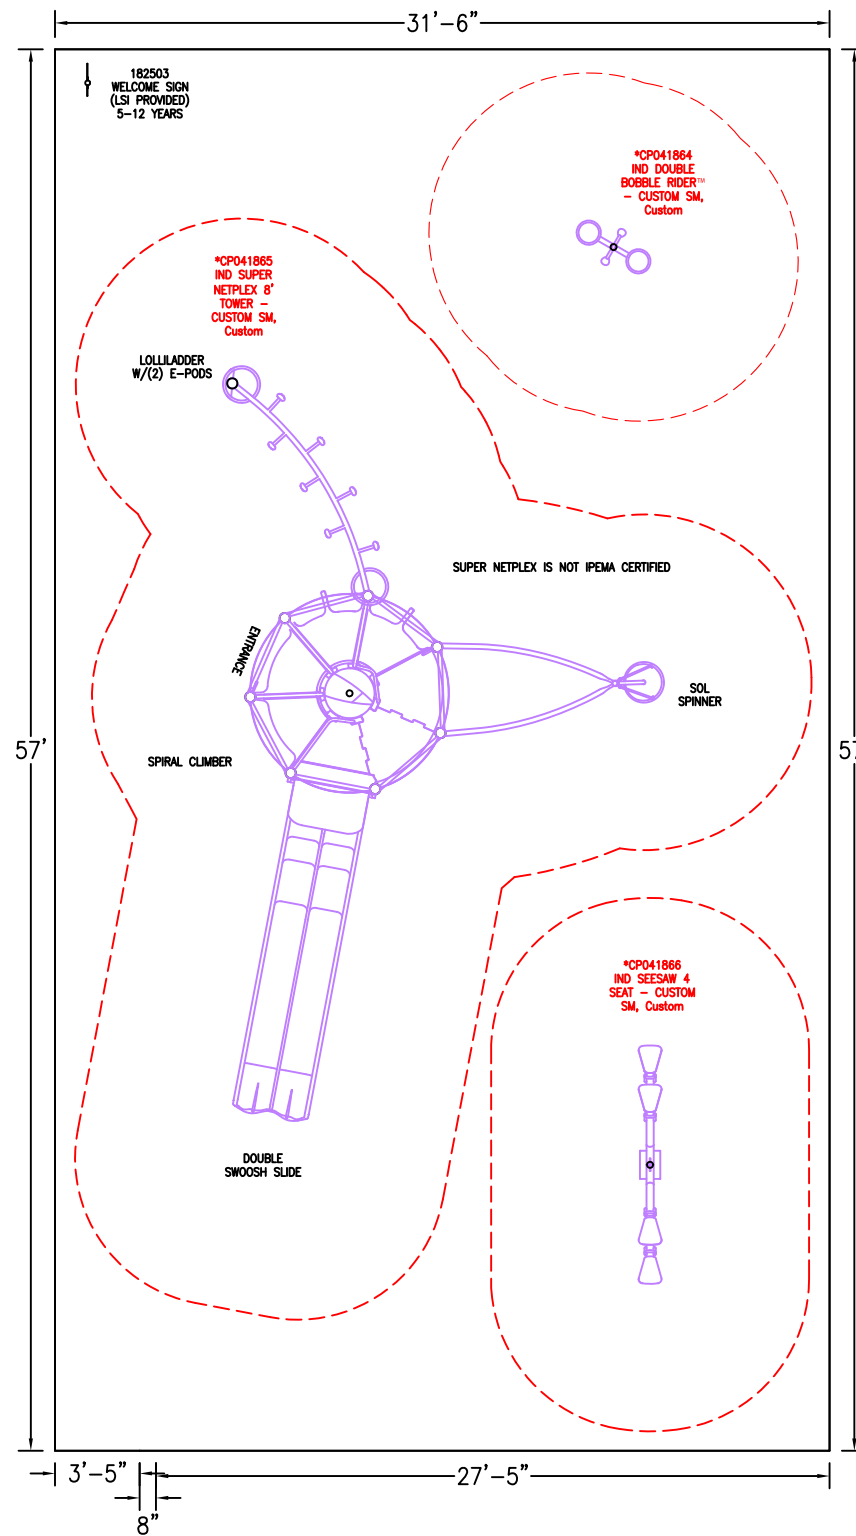 31'-6"
182503
WELCOME SIGN
(LSI PROVIDED)
5-12 YEARS
*CP041864
IND DOUBLE
BOBBLE RIDER™
- CUSTOM SM,
Custom
*CP041865
IND SUPER
NETPLEX 8'
TOWER -
CUSTOM SM,
Custom
LOLLILADDER
W/(2) E-PODS
SUPER NETPLEX IS NOT IPEMA CERTIFIED
ENTRANCE
SOL
SPINNER
57'
57
SPIRAL CLIMBER
*CP041866
IND SEESAW 4
SEAT - CUSTOM
SM, Custom
DOUBLE
SWOOSH SLIDE
3'-5"
27'-5"
8"